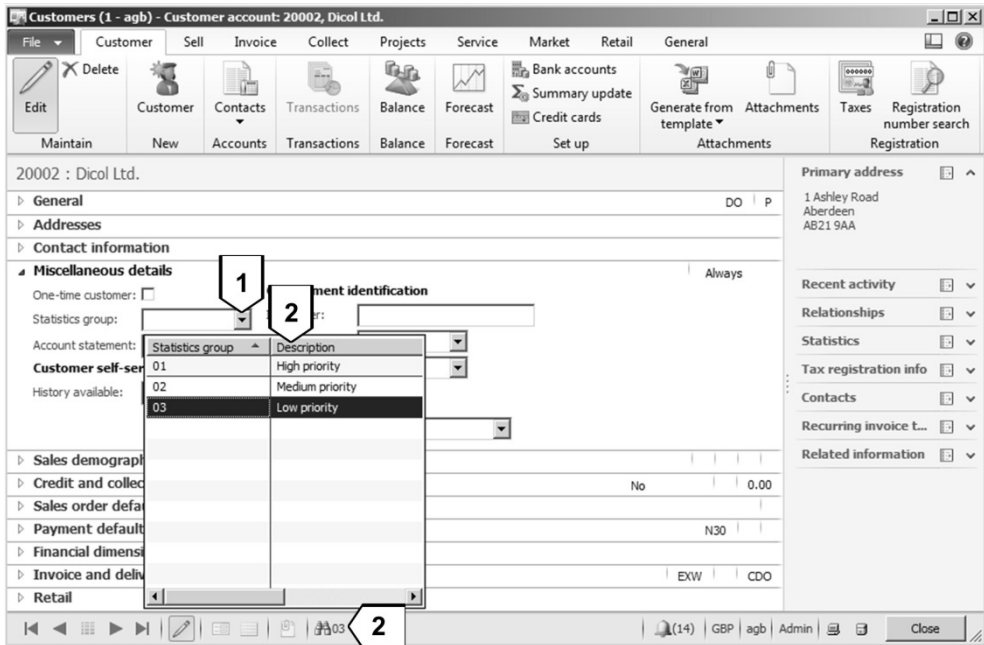 Customers (1 - agb) - Customer account: 20002, Dicol Ltd.
File Customer Sell Invoice Collect Projects Service Market Retail General
Edit
Delete
Maintain
Customer
New
Contacts
Accounts
Transactions
Transactions
Balance
Balance
Forecast
Forecast
Bank accounts
Summary update
Credit cards
Set up
Generate from
template
Attachments
Attachments
Taxes
Registration
number search
Registration
20002 : Dicol Ltd.
General DO P
Addresses
Contact information
Miscellaneous details Always
One-time customer:
1
ment identification
Statistics group:
2
er:
Account statement:
Customer self-ser
History available:
Statistics group Description
01 High priority
02 Medium priority
03 Low priority
Sales demograph
Credit and collec No 0.00
Sales order defau
Payment default N30
Financial dimensi
Invoice and deliv EXW CDO
Retail
Primary address
1 Ashley Road
Aberdeen
AB21 9AA
Recent activity
Relationships
Statistics
Tax registration info
Contacts
Recurring invoice t...
Related information
03
2
(14) GBP agb Admin Close